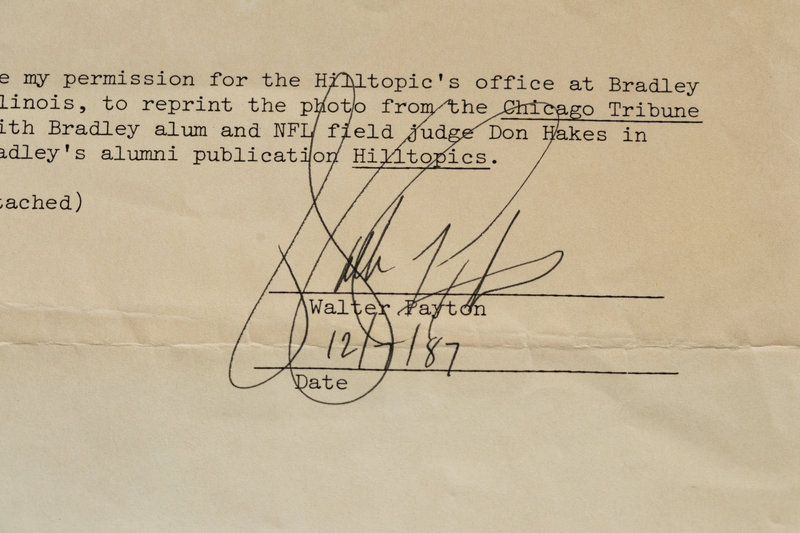 e my permission for the Hilltopic's office at Bradley
linois, to reprint the photo from the Chicago Tribune
ith Bradley alum and NFL field judge Don Hakes in
adley's alumni publication Hilltopics.
tached)
Walter Payton
12/7/87
Date